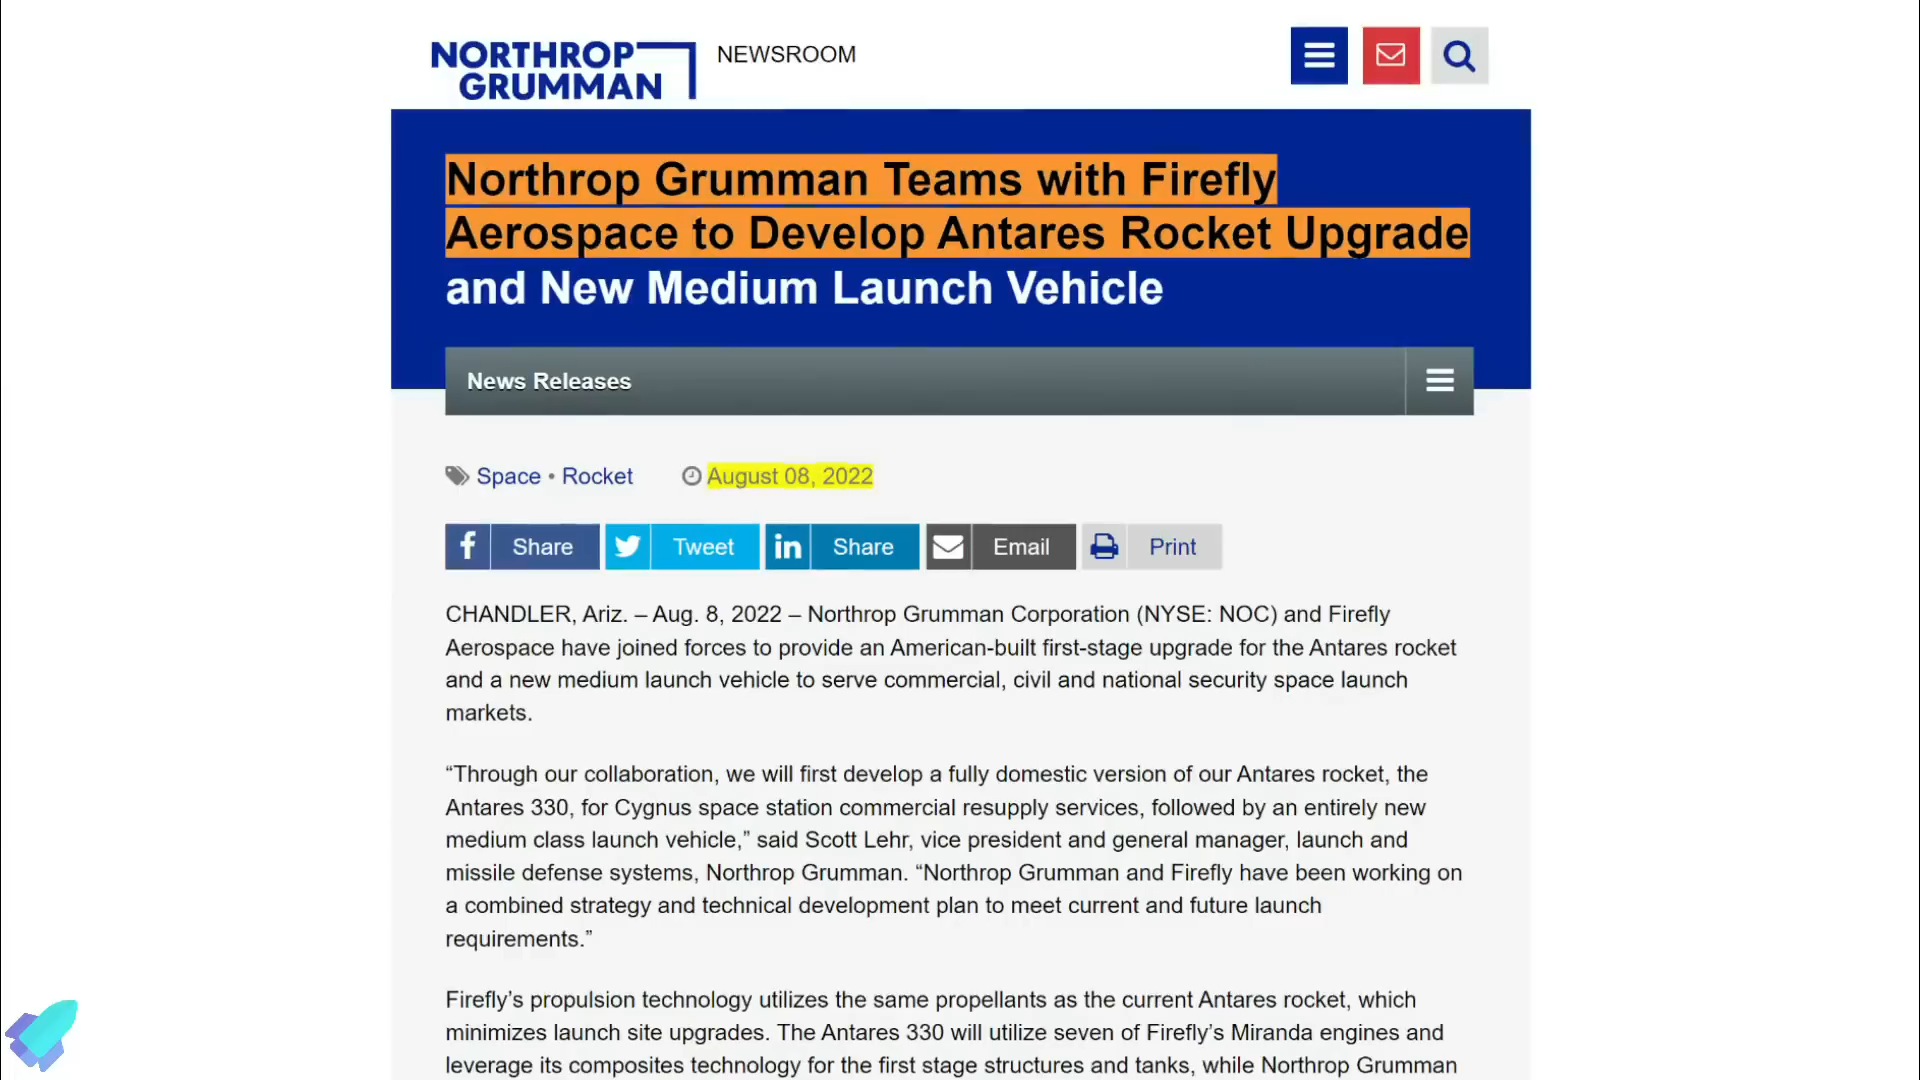 NORTHROP
GRUMMAN
NEWSROOM
Northrop Grumman Teams with Firefly
Aerospace to Develop Antares Rocket Upgrade
and New Medium Launch Vehicle
News Releases
Space • Rocket August 08, 2022
f Share Tweet in Share Email Print
CHANDLER, Ariz. – Aug. 8, 2022 – Northrop Grumman Corporation (NYSE: NOC) and Firefly
Aerospace have joined forces to provide an American-built first-stage upgrade for the Antares rocket
and a new medium launch vehicle to serve commercial, civil and national security space launch
markets.
“Through our collaboration, we will first develop a fully domestic version of our Antares rocket, the
Antares 330, for Cygnus space station commercial resupply services, followed by an entirely new
medium class launch vehicle,” said Scott Lehr, vice president and general manager, launch and
missile defense systems, Northrop Grumman. “Northrop Grumman and Firefly have been working on
a combined strategy and technical development plan to meet current and future launch
requirements.”
Firefly’s propulsion technology utilizes the same propellants as the current Antares rocket, which
minimizes launch site upgrades. The Antares 330 will utilize seven of Firefly’s Miranda engines and
leverage its composites technology for the first stage structures and tanks, while Northrop Grumman